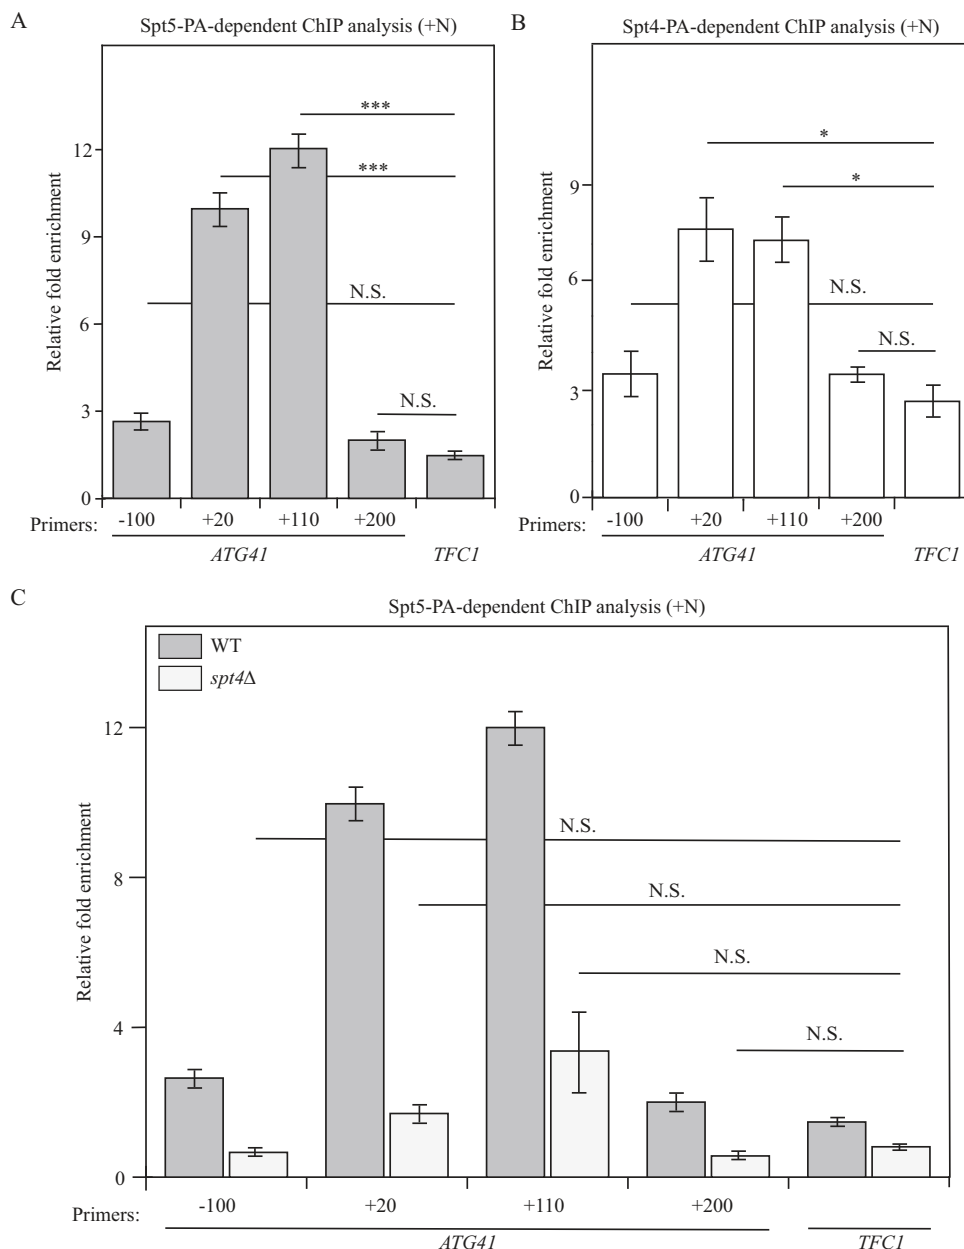 A
Spt5-PA-dependent ChIP analysis (+N)
Relative fold enrichment
12
9
6
3
0
***
***
N.S.
N.S.
Primers: -100 +20 +110 +200
ATG41 TFC1
B
Spt4-PA-dependent ChIP analysis (+N)
Relative fold enrichment
9
6
3
0
*
*
N.S.
N.S.
Primers: -100 +20 +110 +200
ATG41 TFC1
C
Spt5-PA-dependent ChIP analysis (+N)
WT
spt4Δ
Relative fold enrichment
12
8
4
0
N.S.
N.S.
N.S.
N.S.
Primers: -100 +20 +110 +200
ATG41 TFC1